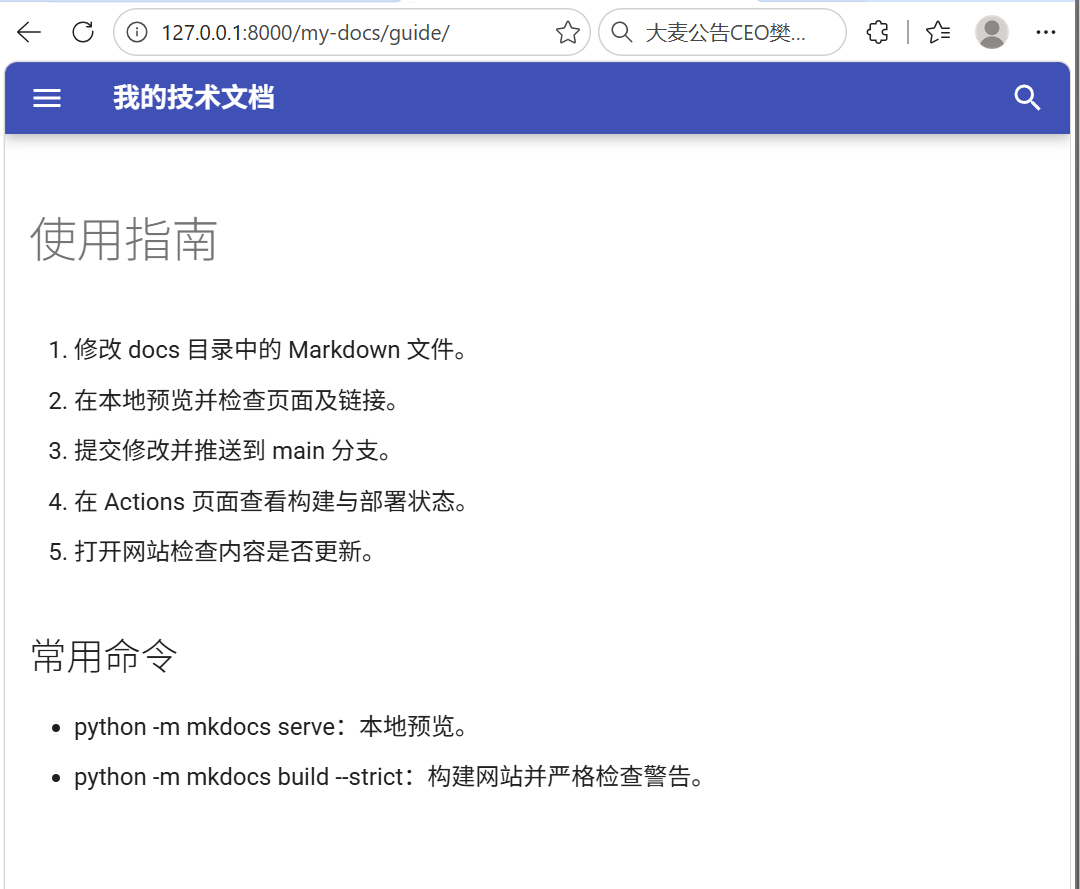 127.0.0.1:8000/my-docs/guide/
大麦公告CEO樊...
我的技术文档
使用指南
1. 修改 docs 目录中的 Markdown 文件。
2. 在本地预览并检查页面及链接。
3. 提交修改并推送到 main 分支。
4. 在 Actions 页面查看构建与部署状态。
5. 打开网站检查内容是否更新。
常用命令
• python -m mkdocs serve：本地预览。
• python -m mkdocs build --strict：构建网站并严格检查警告。